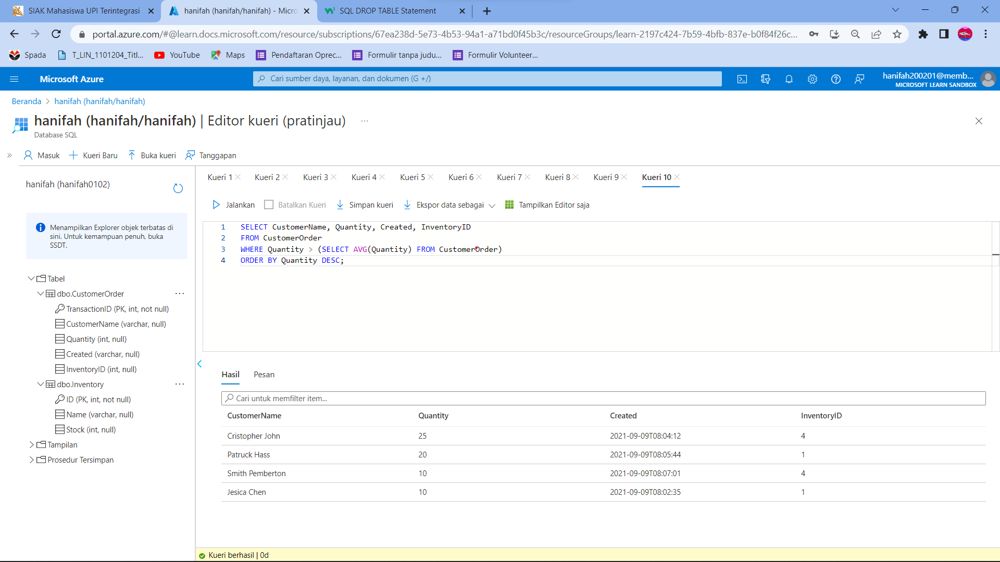 SIAK Mahasiswa UPI Terintegrasi
hanifah (hanifah/hanifah) - Micro
SQL DROP TABLE Statement
portal.azure.com/#@learn.docs.microsoft.com/resource/subscriptions/67ea238d-5e73-4b53-94a1-a71bd0f45b3c/resourceGroups/learn-2197c424-7b59-4bfb-837e-b0f84f26c...
Spada
T_LIN_1101204_Titl...
YouTube
Maps
Pendaftaran Oprec...
Formulir tanpa judu...
Formulir Volunteer...
Microsoft Azure
Cari sumber daya, layanan, dan dokumen (G +/)
hanifah200201@memb...
MICROSOFT LEARN SANDBOX
Beranda > hanifah (hanifah/hanifah)
hanifah (hanifah/hanifah) | Editor kueri (pratinjau) ...
Database SQL
Masuk
Kueri Baru
Buka kueri
Tanggapan
hanifah (hanifah0102)
Menampilkan Explorer objek terbatas di
sini. Untuk kemampuan penuh, buka
SSDT.
Tabel
dbo.CustomerOrder ...
TransactionID (PK, int, not null)
CustomerName (varchar, null)
Quantity (int, null)
Created (varchar, null)
InventoryID (int, null)
dbo.Inventory ...
ID (PK, int, not null)
Name (varchar, null)
Stock (int, null)
Tampilan
Prosedur Tersimpan
Kueri 1 Kueri 2 Kueri 3 Kueri 4 Kueri 5 Kueri 6 Kueri 7 Kueri 8 Kueri 9 Kueri 10
Jalankan Batalkan Kueri Simpan kueri Ekspor data sebagai Tampilkan Editor saja
1 SELECT CustomerName, Quantity, Created, InventoryID
2 FROM CustomerOrder
3 WHERE Quantity > (SELECT AVG(Quantity) FROM CustomerOrder)
4 ORDER BY Quantity DESC;
Hasil Pesan
Cari untuk memfilter item...
CustomerName Quantity Created InventoryID
Cristopher John 25 2021-09-09T08:04:12 4
Patruck Hass 20 2021-09-09T08:05:44 1
Smith Pemberton 10 2021-09-09T08:07:01 4
Jesica Chen 10 2021-09-09T08:02:35 1
Kueri berhasil | 0d